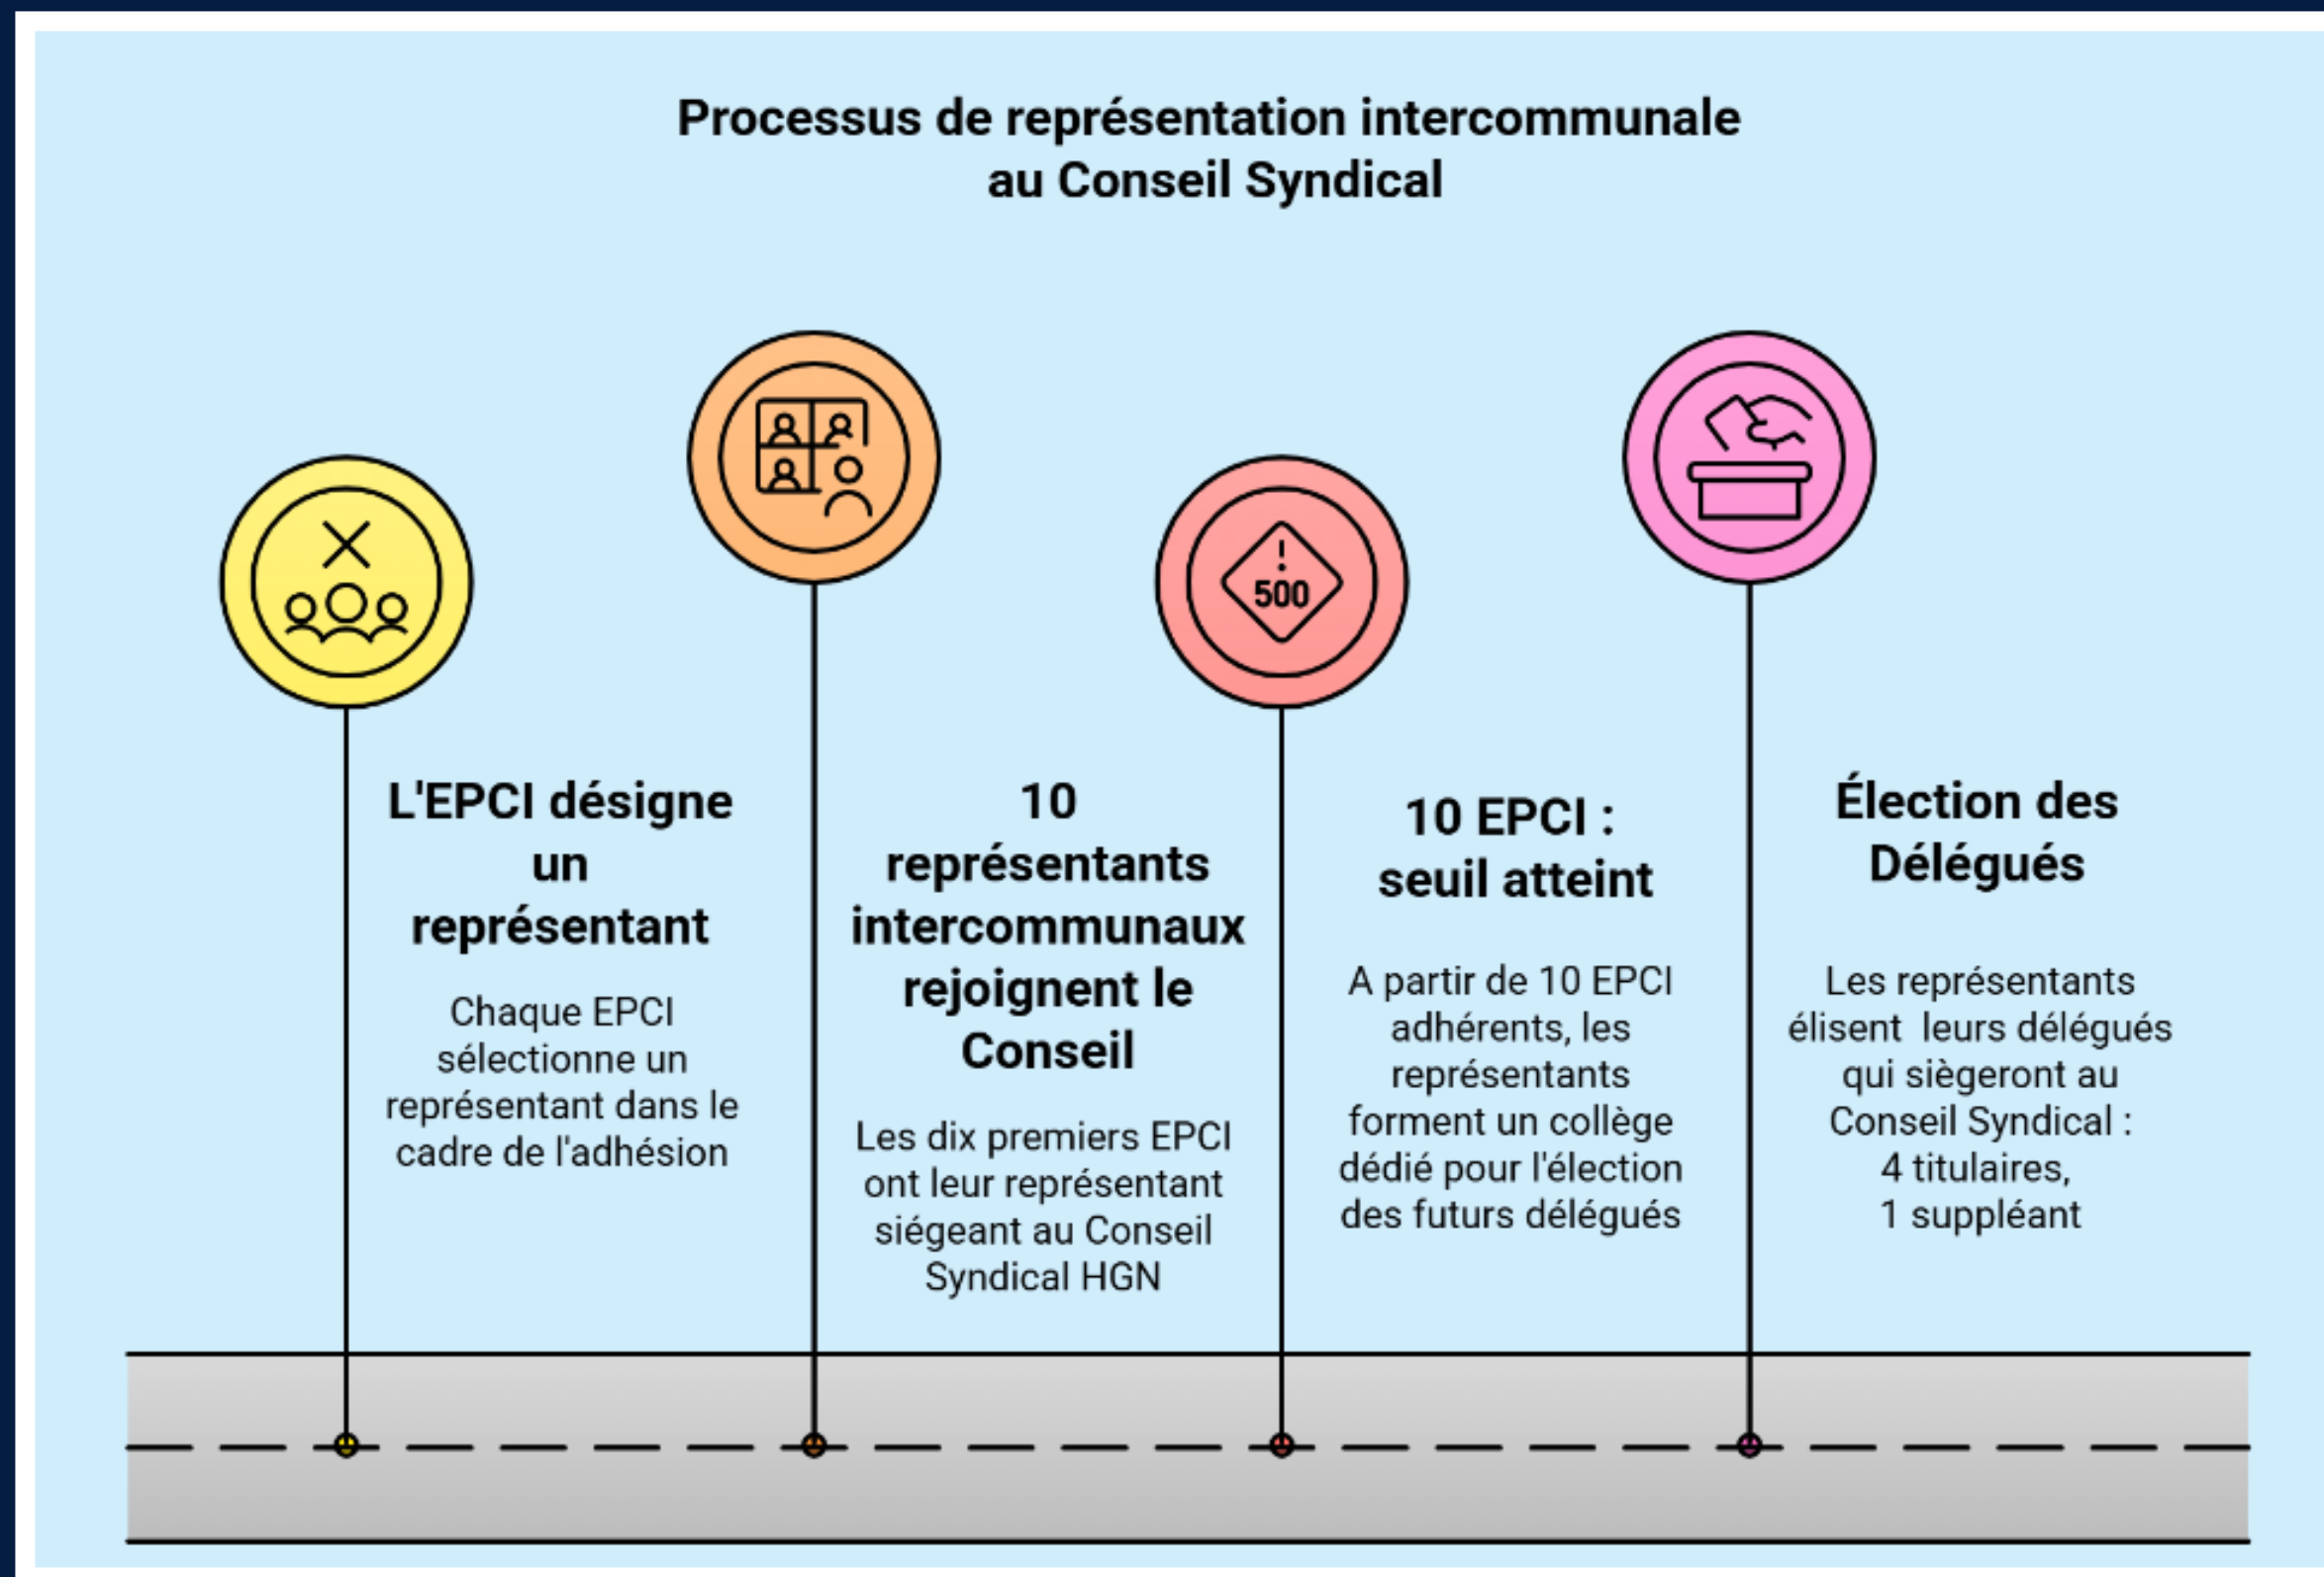 Processus de représentation intercommunale
au Conseil Syndical
500
L'EPCI désigne
un
représentant
Chaque EPCI
sélectionne un
représentant dans le
cadre de l'adhésion
10
représentants
intercommunaux
rejoignent le
Conseil
Les dix premiers EPCI
ont leur représentant
siégeant au Conseil
Syndical HGN
10 EPCI :
seuil atteint
A partir de 10 EPCI
adhérents, les
représentants
forment un collège
dédié pour l'élection
des futurs délégués
Élection des
Délégués
Les représentants
élisent  leurs délégués
qui siègeront au
Conseil Syndical :
4 titulaires,
1 suppléant